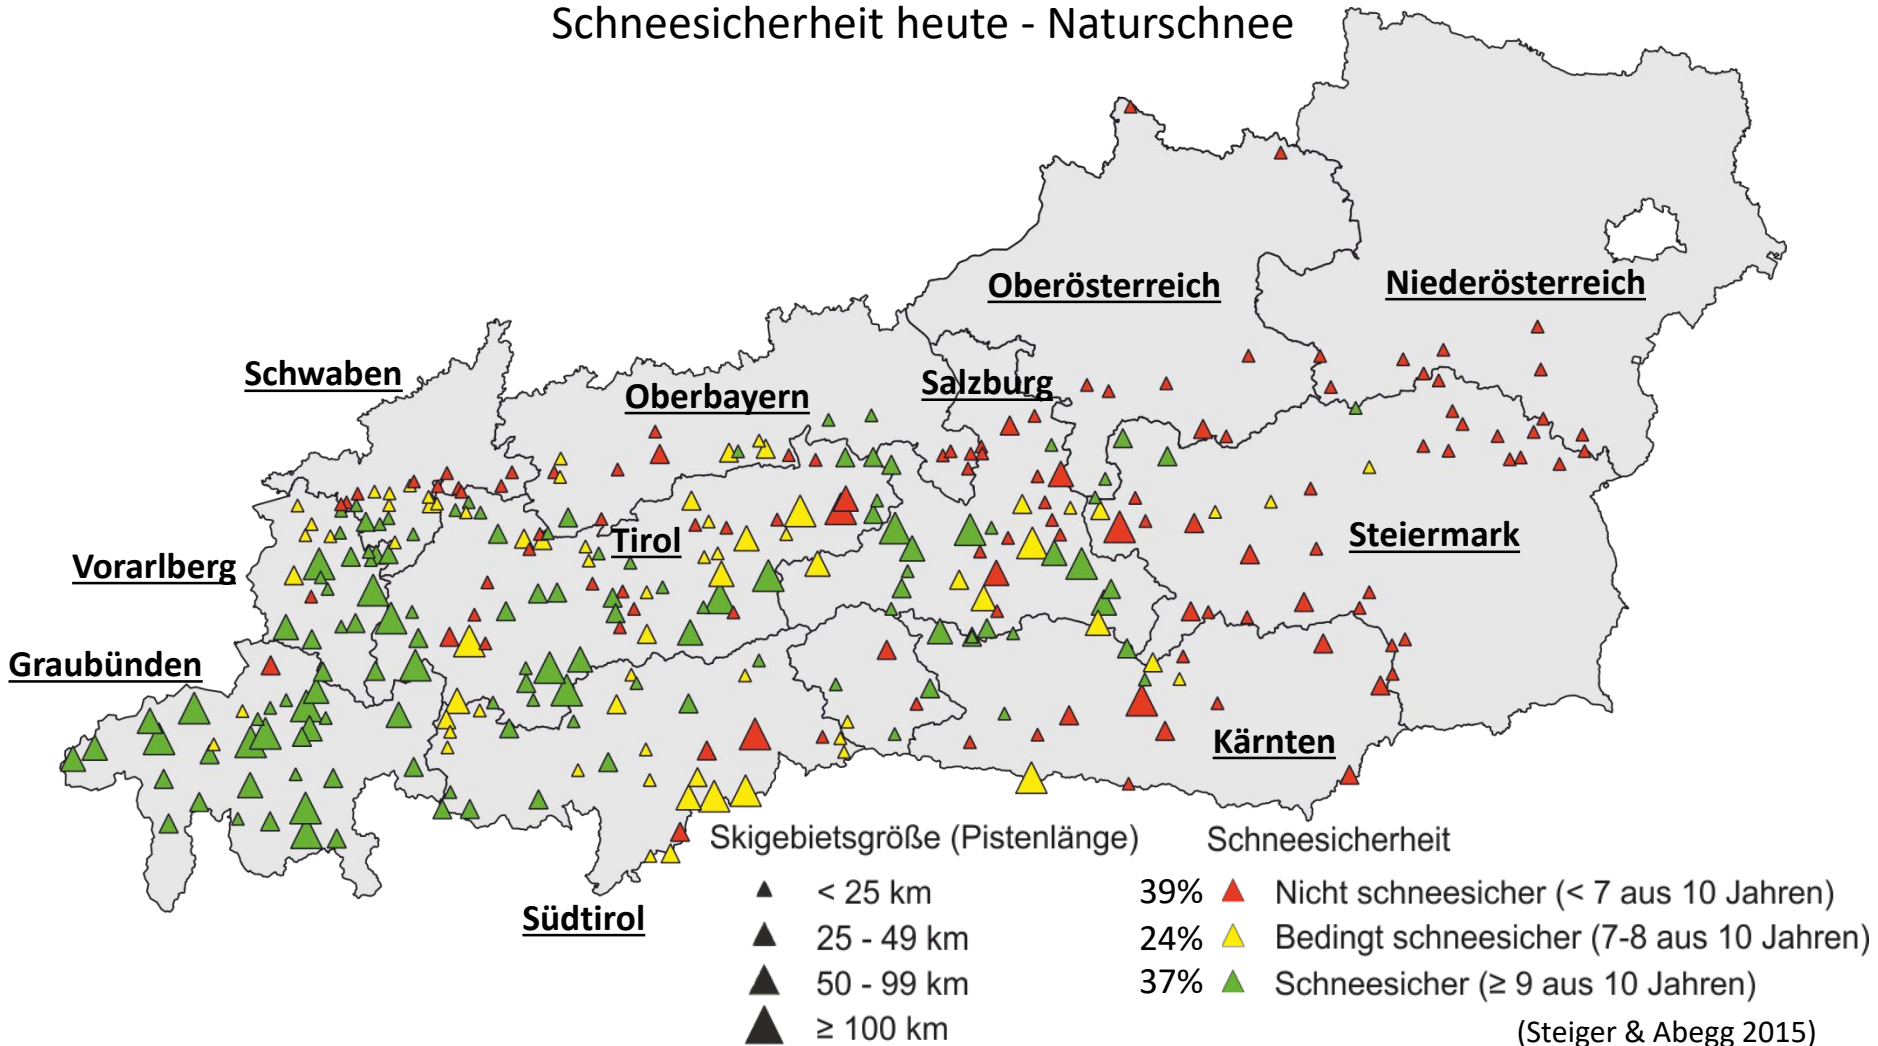 Schneesicherheit heute - Naturschnee
Oberösterreich
Niederösterreich
Schwaben
Oberbayern
Salzburg
Tirol
Steiermark
Vorarlberg
Graubünden
Kärnten
Südtirol
Skigebietsgröße (Pistenlänge)
< 25 km
25 - 49 km
50 - 99 km
≥ 100 km
Schneesicherheit
39% Nicht schneesicher (< 7 aus 10 Jahren)
24% Bedingt schneesicher (7-8 aus 10 Jahren)
37% Schneesicher (≥ 9 aus 10 Jahren)
(Steiger & Abegg 2015)